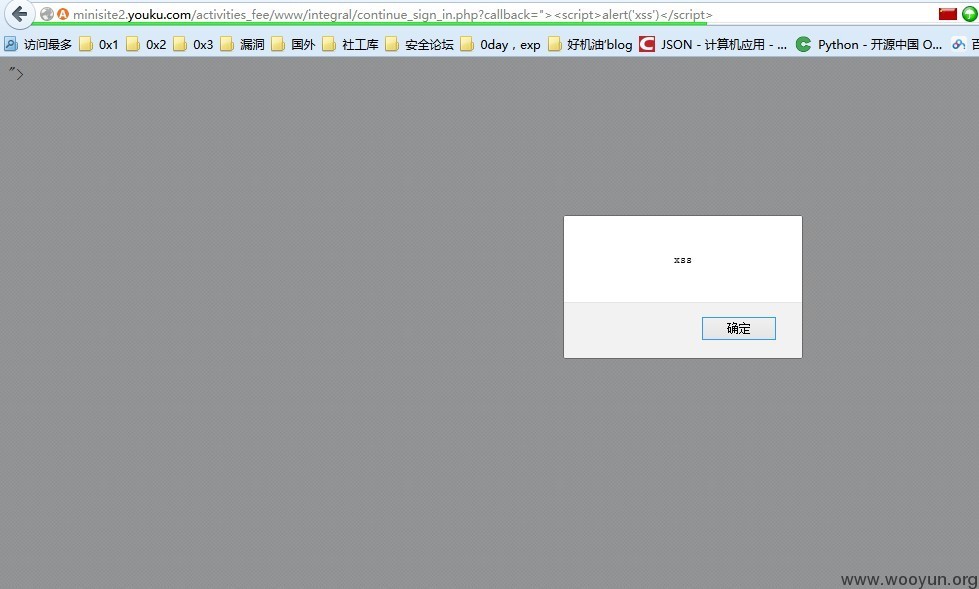 minisite2.youku.com/activities_fee/www/integral/continue_sign_in.php?callback="><script>alert('xss')</script>
访问最多 0x1 0x2 0x3 漏洞 国外 社工库 安全论坛 0day，exp 好机油'blog JSON - 计算机应用 - ... Python - 开源中国 O... 百
">
xss
确定
www.wooyun.org